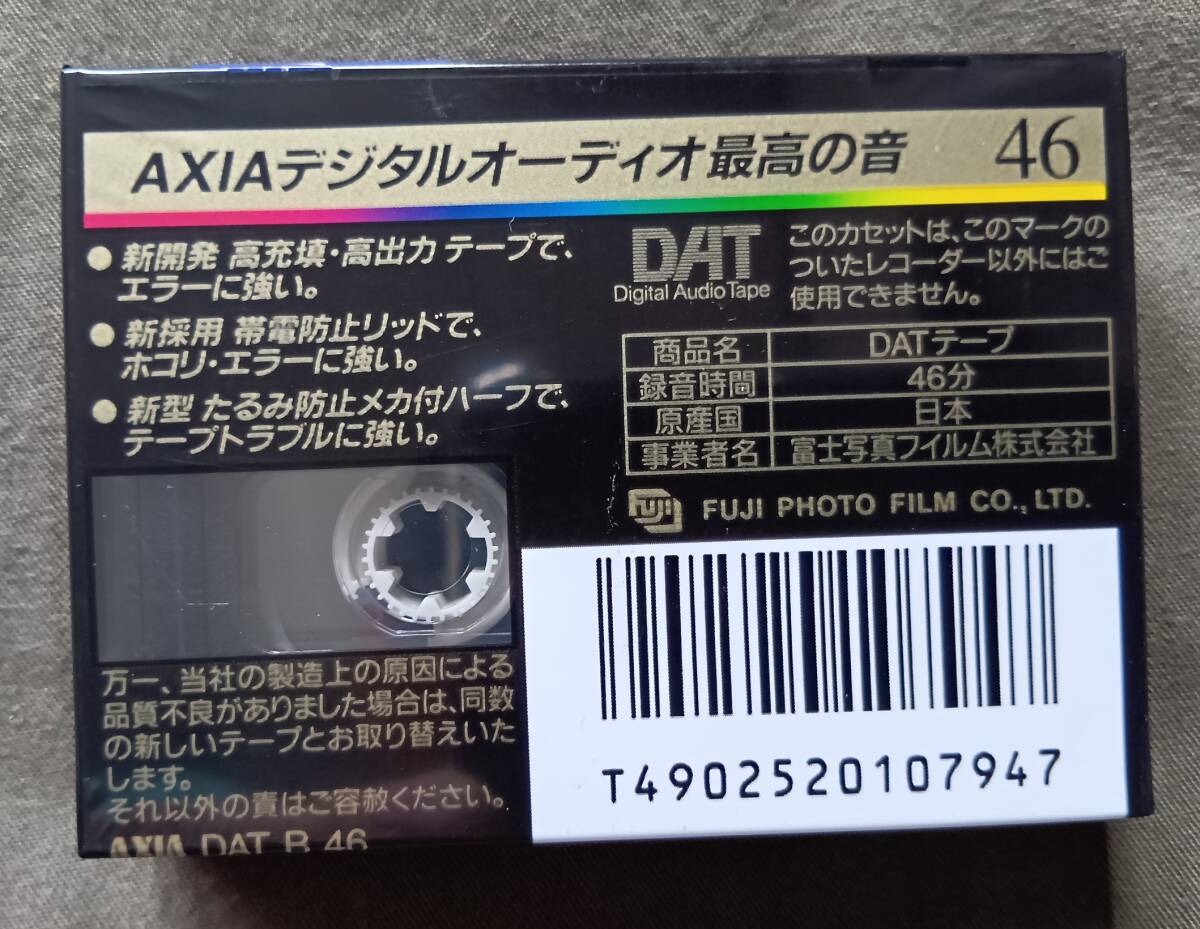 AXIAデジタルオーディオ最高の音 46
● 新開発 高充填・高出力 テープで、
エラーに強い。
● 新採用 帯電防止リッドで、
ホコリ・エラーに強い。
● 新型 たるみ防止メカ付ハーフで、
テープトラブルに強い。
DAT
Digital Audio Tape
このカセットは、このマークの
ついたレコーダー以外にはご
使用できません。
商品名 DATテープ
録音時間 46分
原産国 日本
事業者名 富士写真フイルム株式会社
FUJI FUJI PHOTO FILM CO., LTD.
万一、当社の製造上の原因による
品質不良がありました場合は、同数
の新しいテープとお取り替えいた
します。
それ以外の責はご容赦ください。
AXIA DAT R 46
T4902520107947